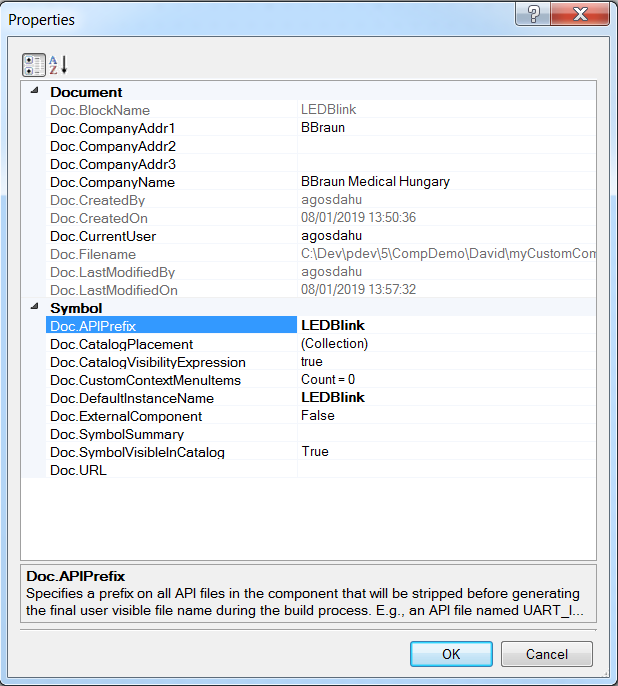 Properties
Document
Doc.BlockName LEDBlink
Doc.CompanyAddr1 BBraun
Doc.CompanyAddr2
Doc.CompanyAddr3
Doc.CompanyName BBraun Medical Hungary
Doc.CreatedBy agosdahu
Doc.CreatedOn 08/01/2019 13:50:36
Doc.CurrentUser agosdahu
Doc.Filename C:\Dev\pdev\5\CompDemo\David\myCustomCom
Doc.LastModifiedBy agosdahu
Doc.LastModifiedOn 08/01/2019 13:57:32
Symbol
Doc.APIPrefix LEDBlink
Doc.CatalogPlacement (Collection)
Doc.CatalogVisibilityExpression true
Doc.CustomContextMenuItems Count = 0
Doc.DefaultInstanceName LEDBlink
Doc.ExternalComponent False
Doc.SymbolSummary
Doc.SymbolVisibleInCatalog True
Doc.URL
Doc.APIPrefix
Specifies a prefix on all API files in the component that will be stripped before generating
the final user visible file name during the build process. E.g., an API file named UART_I...
OK Cancel